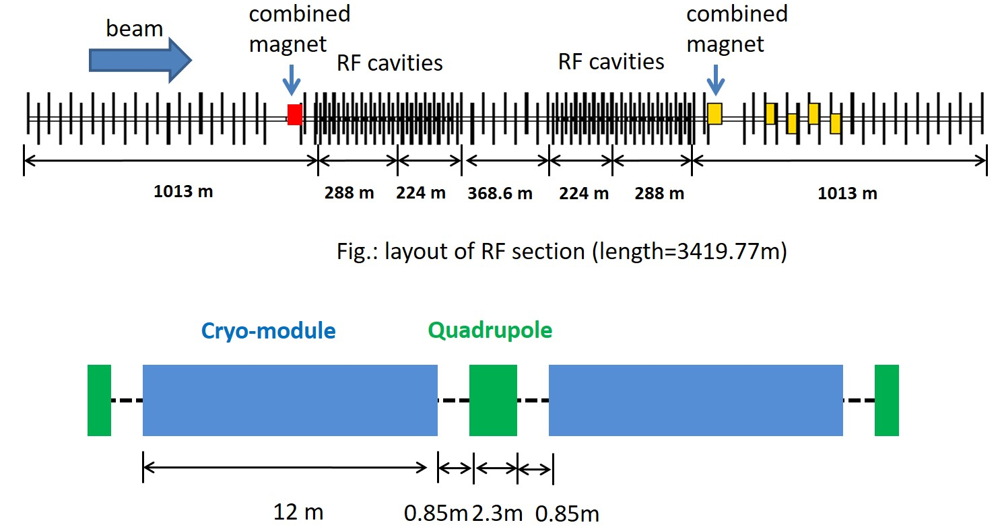 beam
combined
magnet
RF cavities
RF cavities
combined
magnet
1013 m
288 m
224 m
368.6 m
224 m
288 m
1013 m
Fig.: layout of RF section (length=3419.77m)
Cryo-module
Quadrupole
12 m
0.85m
2.3m
0.85m